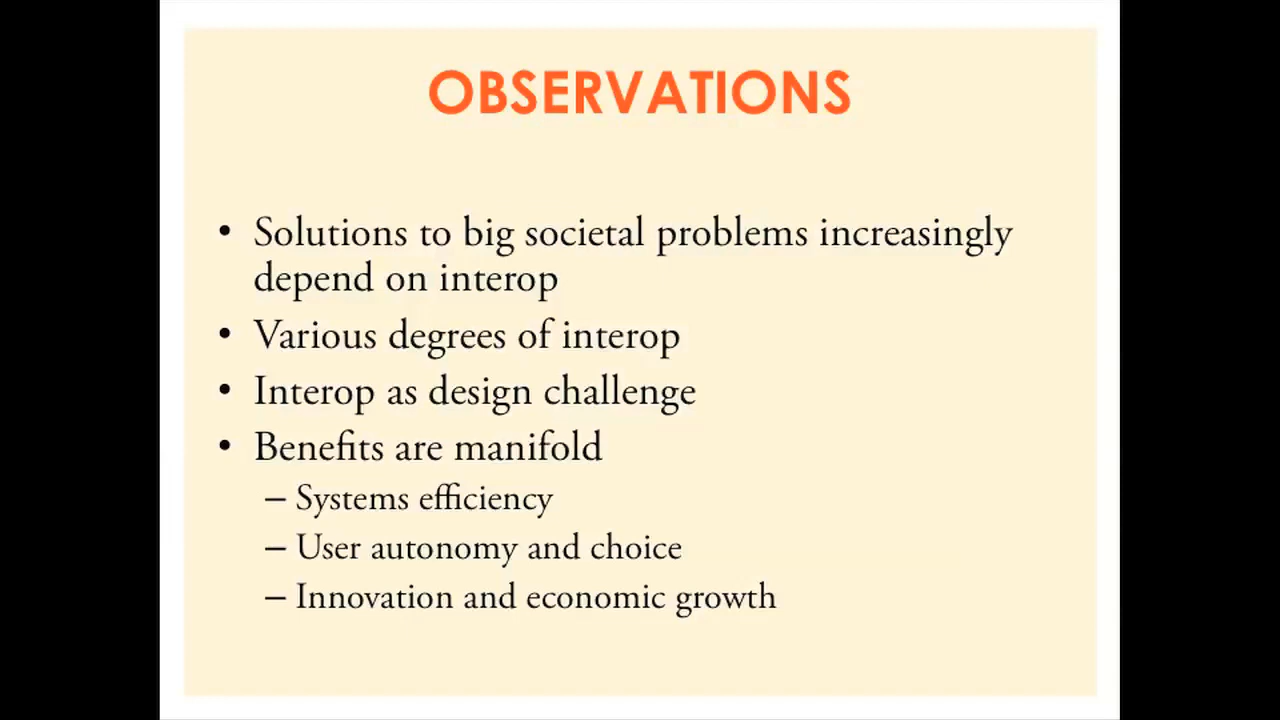 OBSERVATIONS
• Solutions to big societal problems increasingly
depend on interop
• Various degrees of interop
• Interop as design challenge
• Benefits are manifold
– Systems efficiency
– User autonomy and choice
– Innovation and economic growth